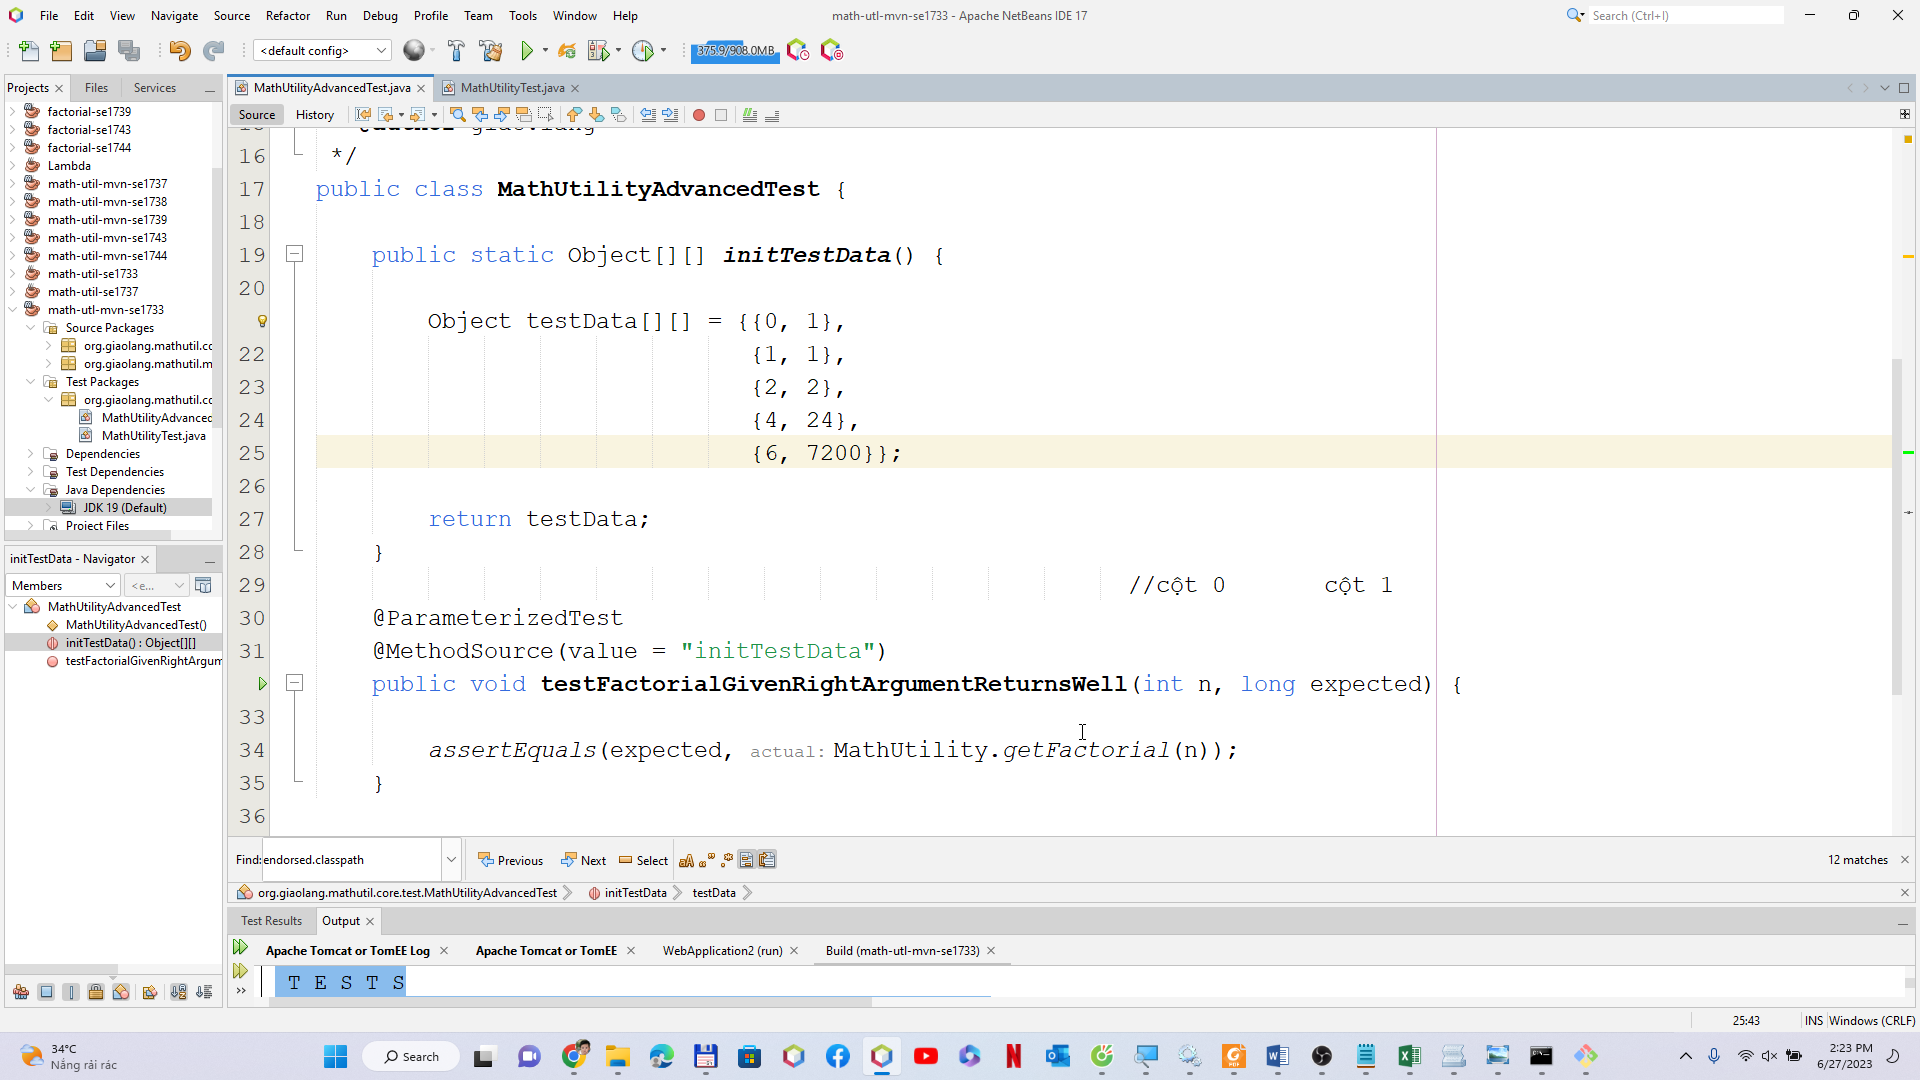 File Edit View Navigate Source Refactor Run Debug Profile Team Tools Window Help
math-utl-mvn-se1733 - Apache NetBeans IDE 17
Search (Ctrl+I)
<default config>
375.9/908.0MB
Projects Files Services
MathUtilityAdvancedTest.java MathUtilityTest.java
Source History
factorial-se1739
factorial-se1743
factorial-se1744
Lambda
math-util-mvn-se1737
math-util-mvn-se1738
math-util-mvn-se1739
math-util-mvn-se1743
math-util-mvn-se1744
math-util-se1733
math-util-se1737
math-utl-mvn-se1733
Source Packages
org.giaolang.mathutil.cc
org.giaolang.mathutil.m
Test Packages
org.giaolang.mathutil.cc
MathUtilityAdvanced
MathUtilityTest.java
Dependencies
Test Dependencies
Java Dependencies
JDK 19 (Default)
Project Files
initTestData - Navigator
Members <e...
MathUtilityAdvancedTest
MathUtilityAdvancedTest()
initTestData() : Object[][]
testFactorialGivenRightArgum
16 */
17 public class MathUtilityAdvancedTest {
18
19 public static Object[][] initTestData() {
20
Object testData[][] = {{0, 1},
22 {1, 1},
23 {2, 2},
24 {4, 24},
25 {6, 7200}};
26
27 return testData;
28 }
29 //cột 0 cột 1
30 @ParameterizedTest
31 @MethodSource(value = "initTestData")
public void testFactorialGivenRightArgumentReturnsWell(int n, long expected) {
33
34 assertEquals(expected, actual: MathUtility.getFactorial(n));
35 }
36
Find: endorsed.classpath Previous Next Select 12 matches
org.giaolang.mathutil.core.test.MathUtilityAdvancedTest initTestData testData
Test Results Output
Apache Tomcat or TomEE Log Apache Tomcat or TomEE WebApplication2 (run) Build (math-utl-mvn-se1733)
T E S T S
25:43 INS Windows (CRLF)
34°C
Nắng rải rác
Search
2:23 PM
6/27/2023